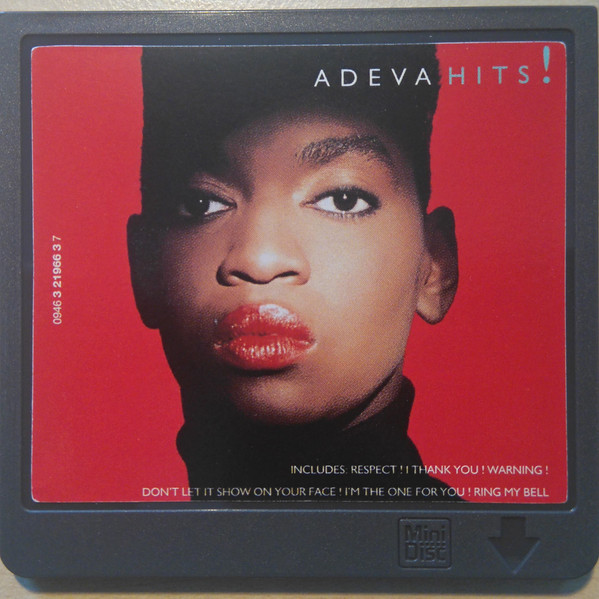 ADEVA HITS!
0946 3 21966 3 7
INCLUDES: RESPECT ! I THANK YOU ! WARNING !
DON'T LET IT SHOW ON YOUR FACE ! I'M THE ONE FOR YOU ! RING MY BELL
Mini
Disc